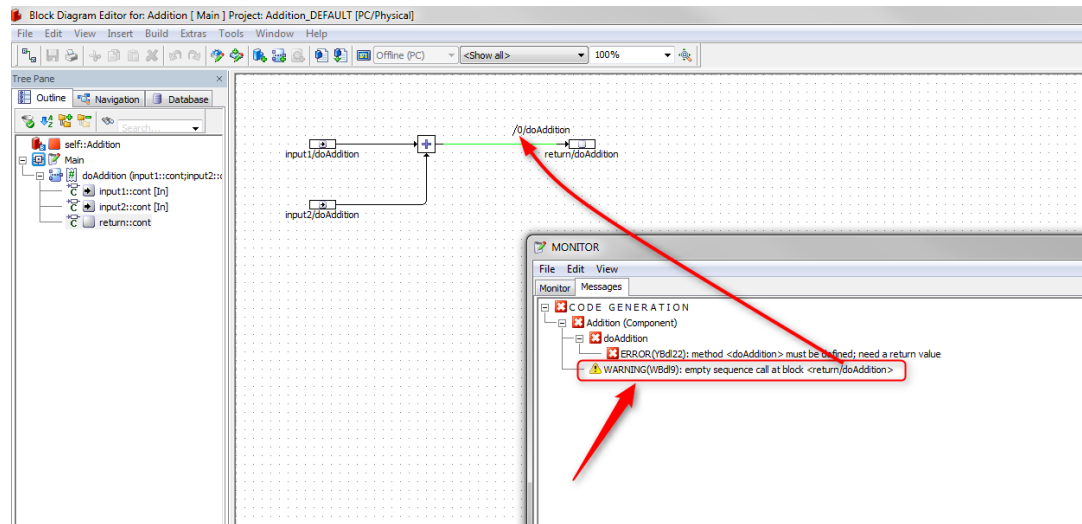 Block Diagram Editor for: Addition [ Main ] Project: Addition_DEFAULT [PC/Physical]
File Edit View Insert Build Extras Tools Window Help
Offline (PC) <Show all> 100%
Tree Pane ×
Outline Navigation Database
Search...
self::Addition
Main
doAddition (input1::cont;input2::c
input1::cont [In]
input2::cont [In]
return::cont
/0/doAddition
input1/doAddition
return/doAddition
input2/doAddition
MONITOR
File Edit View
Monitor Messages
CODE GENERATION
Addition (Component)
doAddition
ERROR(YBdl22): method <doAddition> must be defined; need a return value
WARNING(WBdl9): empty sequence call at block <return/doAddition>